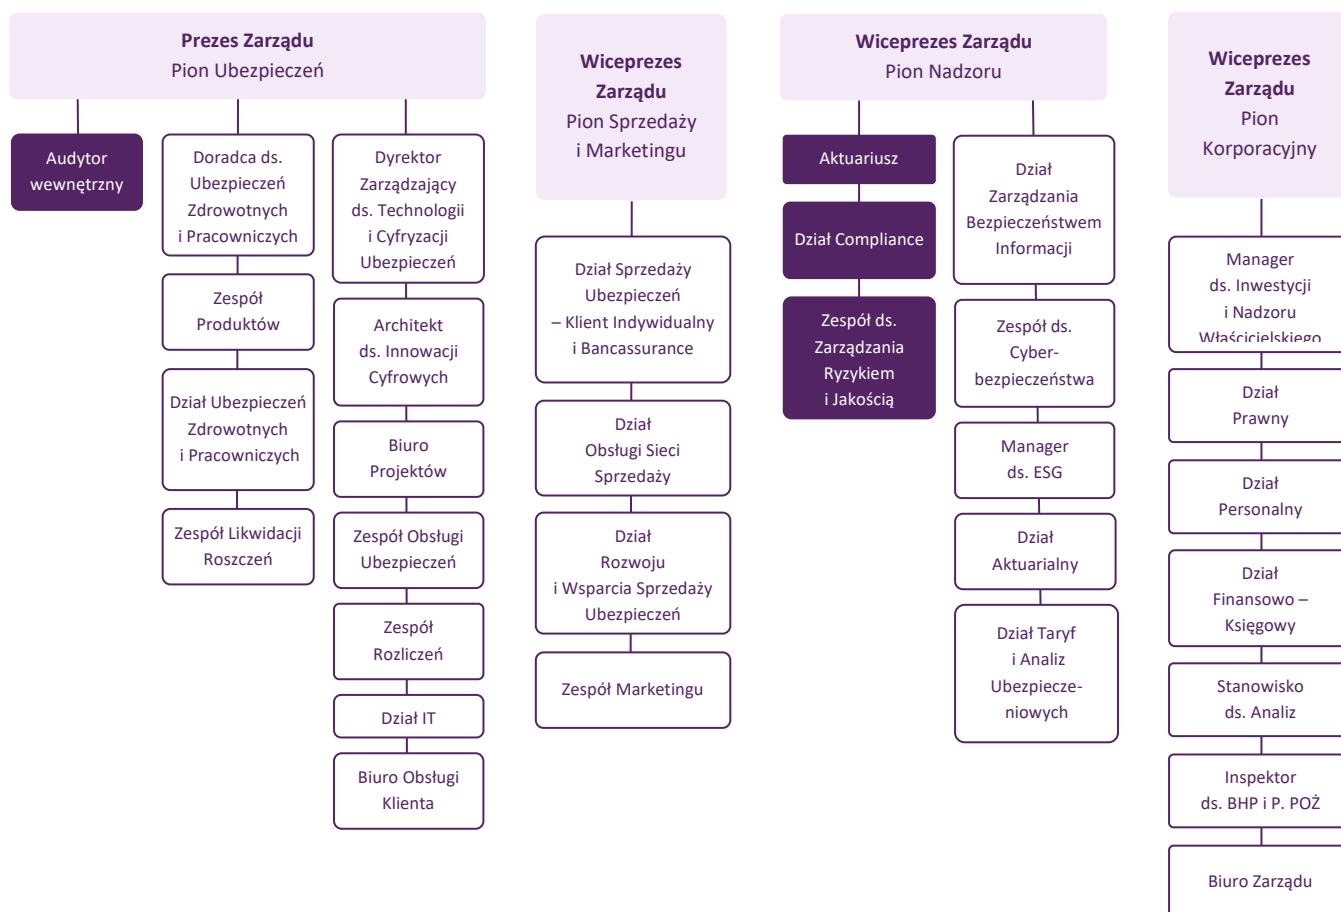 Prezes Zarządu
Pion Ubezpieczeń
Audytor
wewnętrzny
Doradca ds.
Ubezpieczeń
Zdrowotnych
i Pracowniczych
Zespół
Produktów
Dział Ubezpieczeń
Zdrowotnych
i Pracowniczych
Zespół Likwidacji
Roszczeń
Dyrektor
Zarządzający
ds. Technologii
i Cyfryzacji
Ubezpieczeń
Architekt
ds. Innowacji
Cyfrowych
Biuro
Projektów
Zespół Obsługi
Ubezpieczeń
Zespół
Rozliczeń
Dział IT
Biuro Obsługi
Klienta
Wiceprezes
Zarządu
Pion Sprzedaży
i Marketingu
Dział Sprzedaży
Ubezpieczeń
– Klient Indywidualny
i Bancassurance
Dział
Obsługi Sieci
Sprzedaży
Dział
Rozwoju
i Wsparcia Sprzedaży
Ubezpieczeń
Zespół Marketingu
Wiceprezes Zarządu
Pion Nadzoru
Aktuariusz
Dział Compliance
Zespół ds.
Zarządzania
Ryzykiem
i Jakością
Dział
Zarządzania
Bezpieczeństwem
Informacji
Zespół ds.
Cyber-
bezpieczeństwa
Manager
ds. ESG
Dział
Aktuarialny
Dział Taryf
i Analiz
Ubezpiecze-
niowych
Wiceprezes
Zarządu
Pion
Korporacyjny
Manager
ds. Inwestycji
i Nadzoru
Właścicielskiego
Dział
Prawny
Dział
Personalny
Dział
Finansowo –
Księgowy
Stanowisko
ds. Analiz
Inspektor
ds. BHP i P. POŻ
Biuro Zarządu